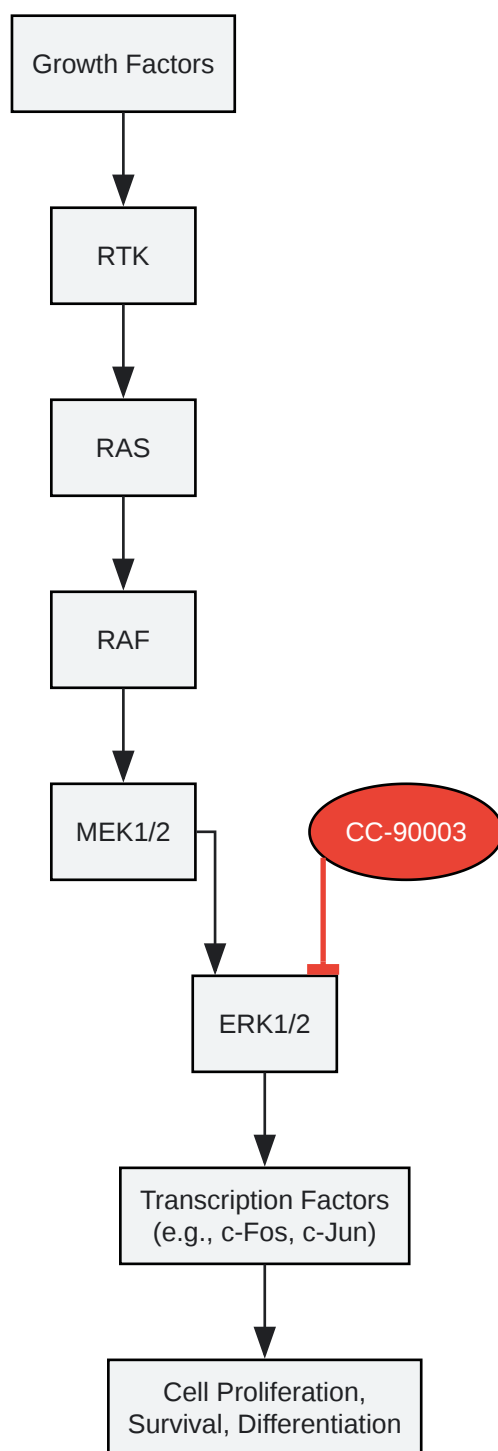 Growth Factors
RTK
RAS
RAF
MEK1/2
CC-90003
ERK1/2
Transcription Factors
(e.g., c-Fos, c-Jun)
Cell Proliferation,
Survival, Differentiation